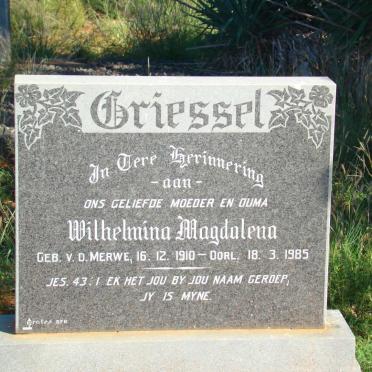 Griessel
In Tere Herinnering
-aan-
ONS GELIEFDE MOEDER EN OUMA
Wilhelmina Magdalena
GEB. V.D. MERWE, 16. 12. 1910 - OORL. 18. 3. 1985
JES. 43:1 EK HET JOU BY JOU NAAM GEROEP,
JY IS MYNE.